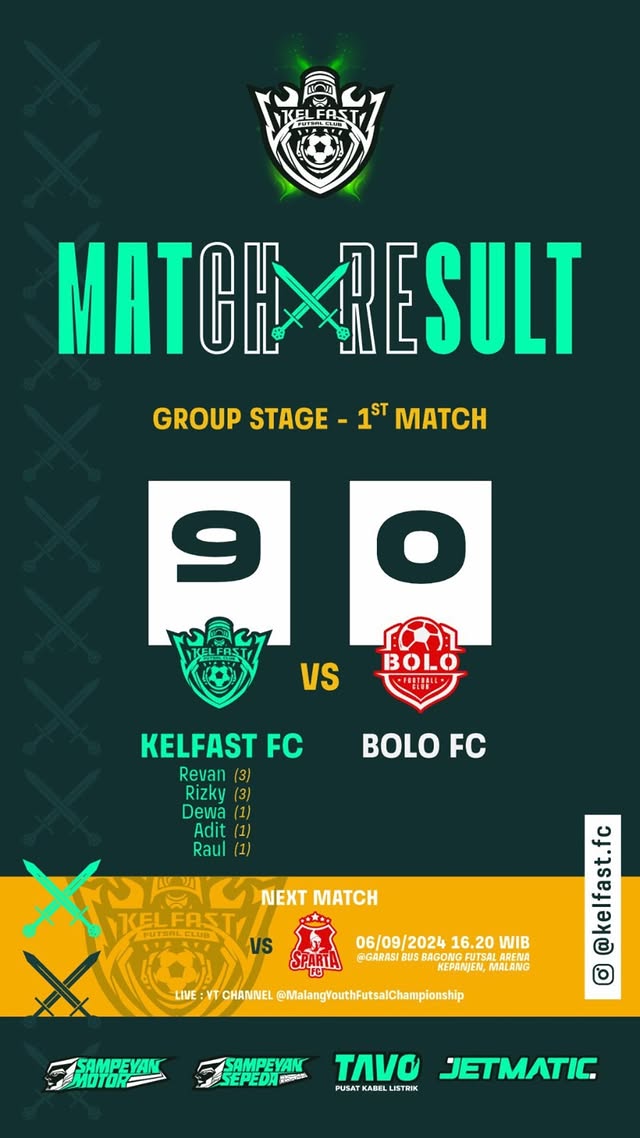 KELFAST
FUTSAL CLUB
MATCH RESULT
GROUP STAGE - 1ST MATCH
9 0
KELFAST
FUTSAL CLUB
BOLO
FOOTBALL
CLUB
VS
KELFAST FC BOLO FC
Revan (3)
Rizky (3)
Dewa (1)
Adit (1)
Raul (1)
@kelfast.fc
NEXT MATCH
KELFAST
FUTSAL CLUB
VS
SPARTA
FC
06/09/2024 16.20 WIB
@GARASI BUS BAGONG FUTSAL ARENA
KEPANJEN, MALANG
LIVE : YT CHANNEL @MalangYouthFutsalChampionship
SAMPEYAN
MOTOR
SAMPEYAN
SEPEDA
TAVO
PUSAT KABEL LISTRIK
JETMATIC.